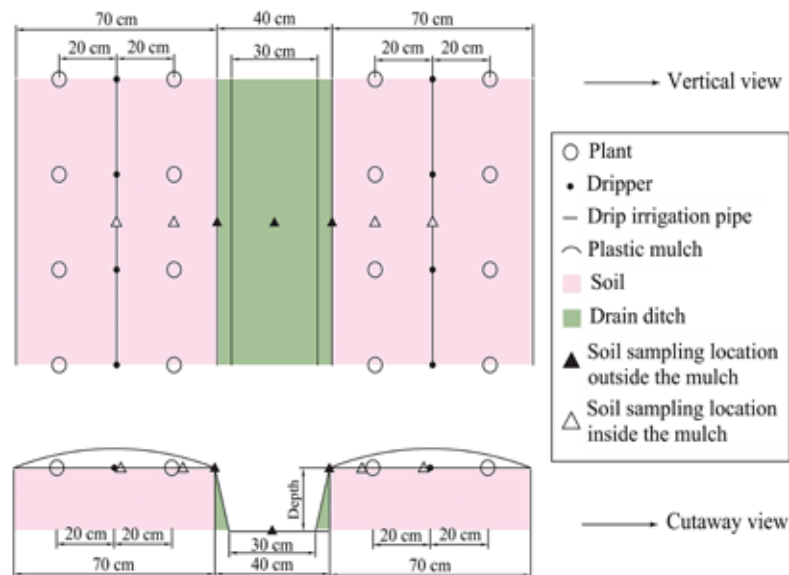 70 cm 40 cm 70 cm
20 cm 20 cm 30 cm 20 cm 20 cm
Vertical view
Plant
Dripper
Drip irrigation pipe
Plastic mulch
Soil
Drain ditch
Soil sampling location
outside the mulch
Soil sampling location
inside the mulch
Depth
Cutaway view
20 cm 20 cm 30 cm 20 cm 20 cm
70 cm 40 cm 70 cm